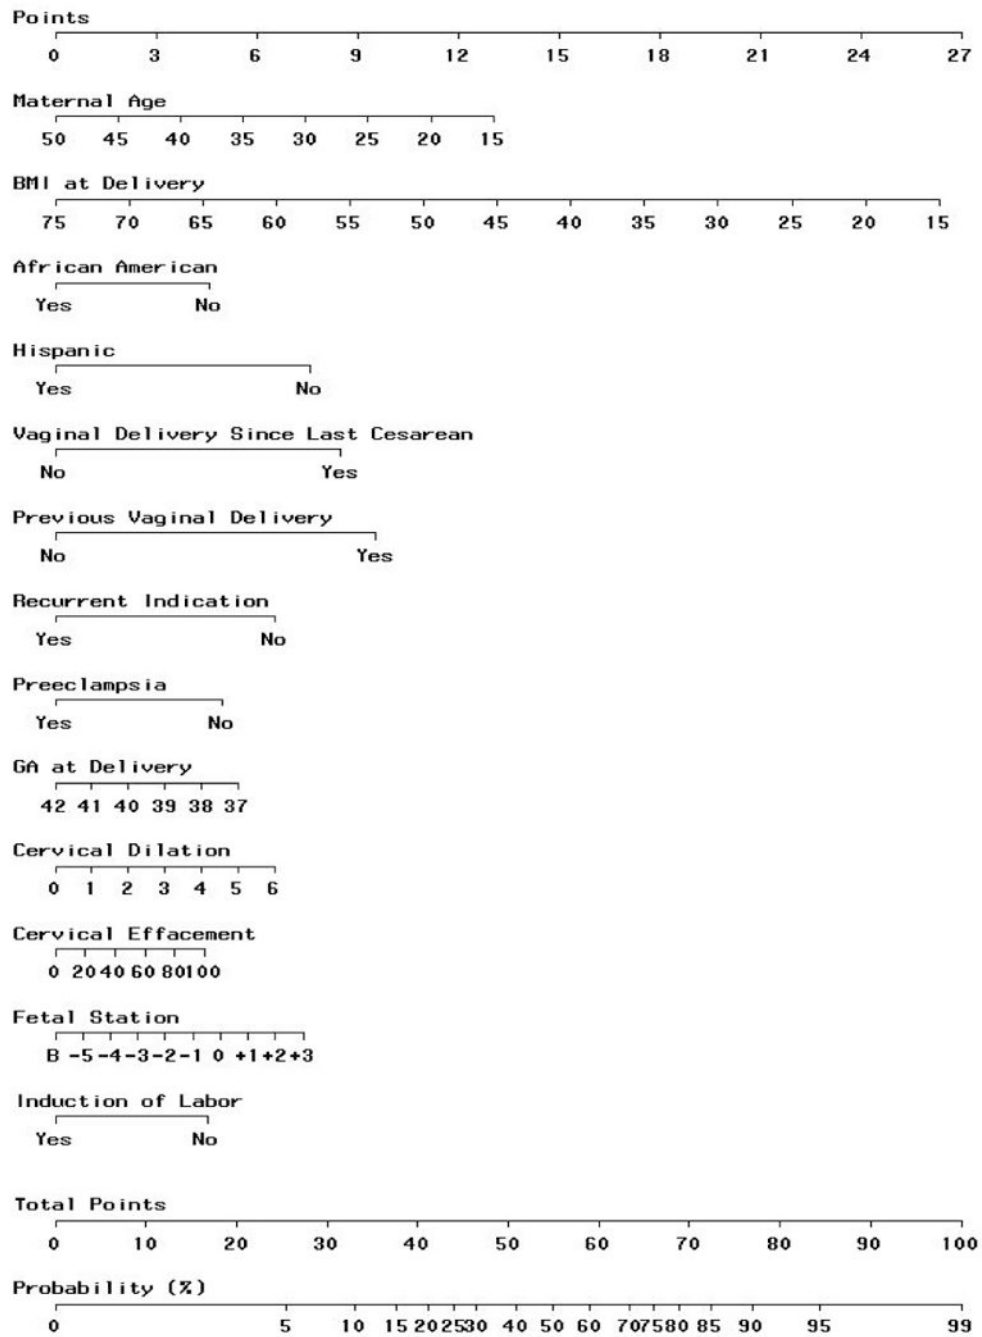 Points
0 3 6 9 12 15 18 21 24 27
Maternal Age
50 45 40 35 30 25 20 15
BMI at Delivery
75 70 65 60 55 50 45 40 35 30 25 20 15
African American
Yes No
Hispanic
Yes No
Vaginal Delivery Since Last Cesarean
No Yes
Previous Vaginal Delivery
No Yes
Recurrent Indication
Yes No
Preeclampsia
Yes No
GA at Delivery
42 41 40 39 38 37
Cervical Dilation
0 1 2 3 4 5 6
Cervical Effacement
0 20 40 60 80 100
Fetal Station
B -5 -4 -3 -2 -1 0 +1 +2 +3
Induction of Labor
Yes No
Total Points
0 10 20 30 40 50 60 70 80 90 100
Probability (%)
0 5 10 15 20 25 30 40 50 60 70 75 80 85 90 95 99